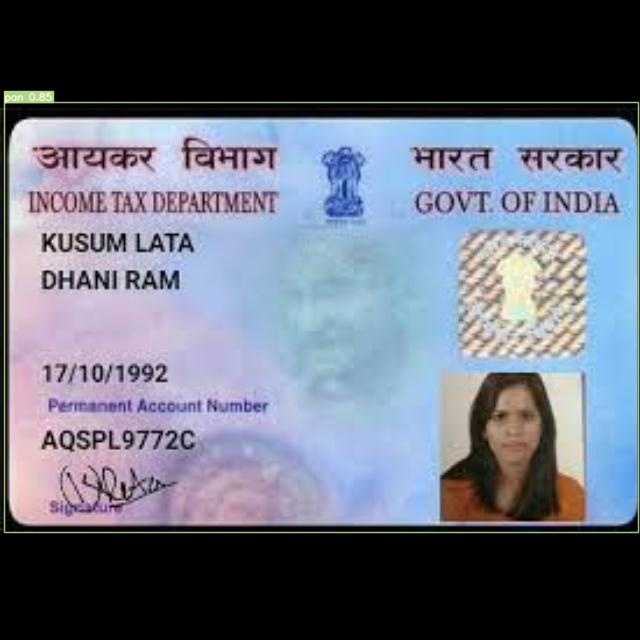 pan 0.85
आयकर विभाग
भारत सरकार
INCOME TAX DEPARTMENT
GOVT. OF INDIA
KUSUM LATA
DHANI RAM
17/10/1992
Permanent Account Number
AQSPL9772C
Signature